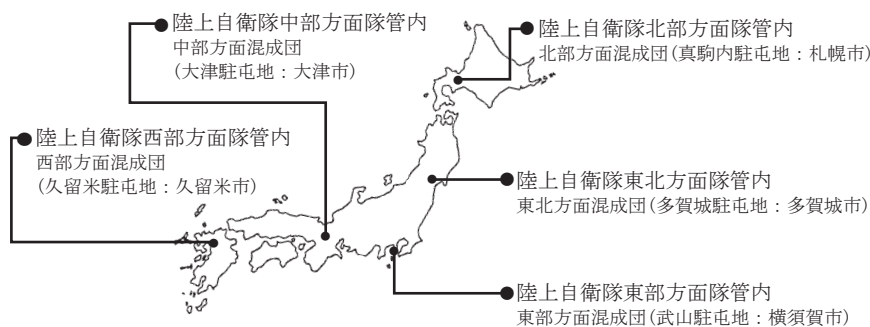 陸上自衛隊中部方面隊管内
中部方面混成団
(大津駐屯地：大津市)
陸上自衛隊北部方面隊管内
北部方面混成団(真駒内駐屯地：札幌市)
陸上自衛隊西部方面隊管内
西部方面混成団
(久留米駐屯地：久留米市)
陸上自衛隊東北方面隊管内
東北方面混成団(多賀城駐屯地：多賀城市)
陸上自衛隊東部方面隊管内
東部方面混成団(武山駐屯地：横須賀市)